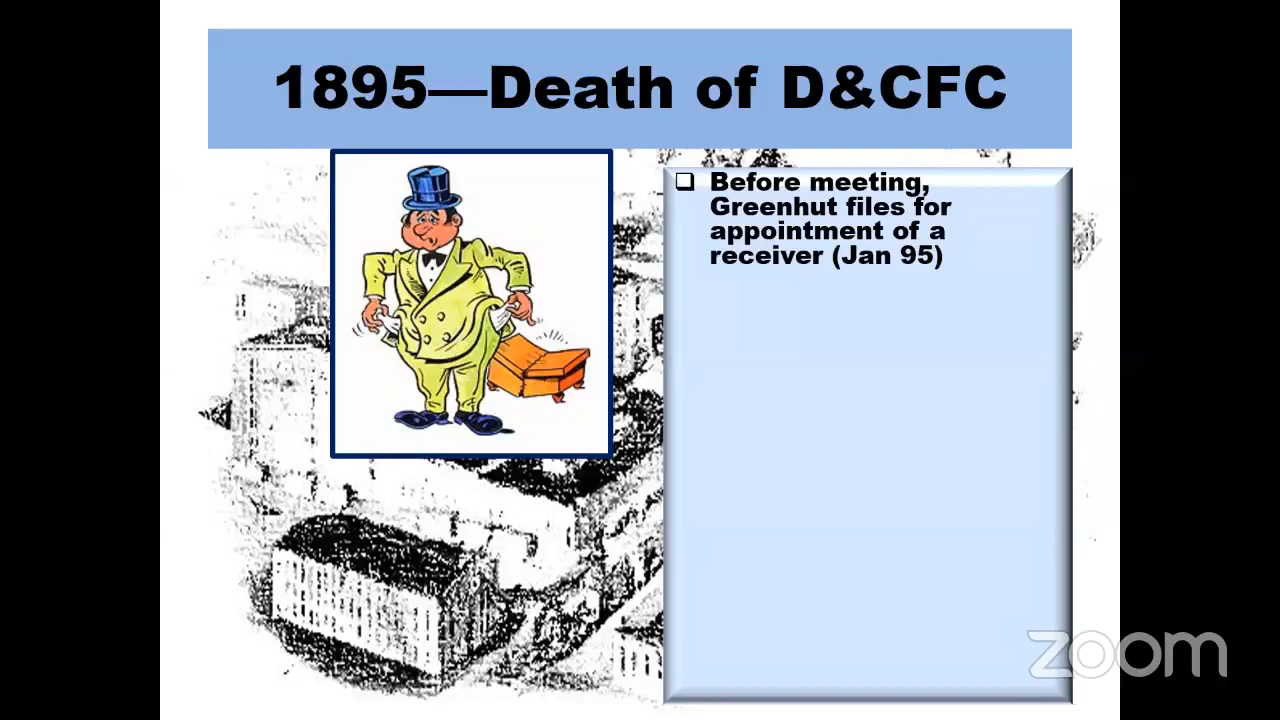 1895—Death of D&CFC
❑ Before meeting,
Greenhut files for
appointment of a
receiver (Jan 95)
zoom